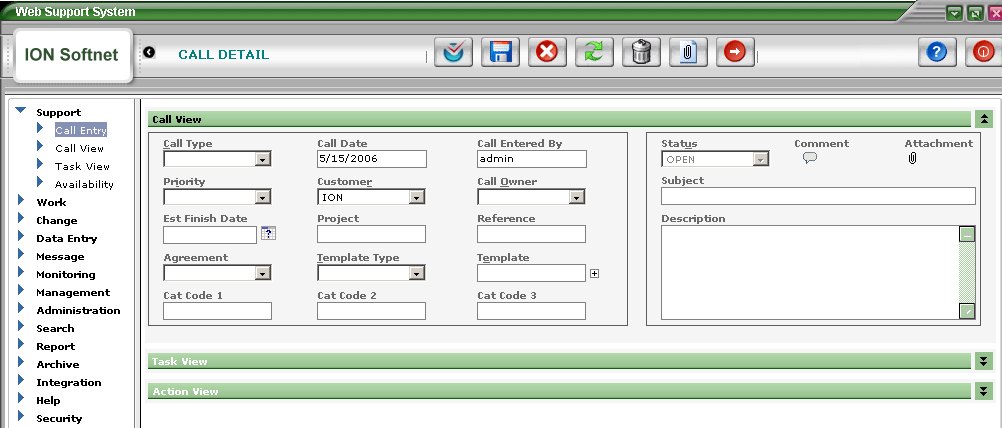 Web Support System
ION Softnet
CALL DETAIL
Support
Call Entry
Call View
Task View
Availability
Work
Change
Data Entry
Message
Monitoring
Management
Administration
Search
Report
Archive
Integration
Help
Security
Call View
Call Type
Call Date
Call Entered By
5/15/2006
admin
Priority
Customer
Call Owner
ION
Est Finish Date
Project
Reference
?
Agreement
Template Type
Template
Cat Code 1
Cat Code 2
Cat Code 3
Status
Comment
Attachment
OPEN
Subject
Description
Task View
Action View